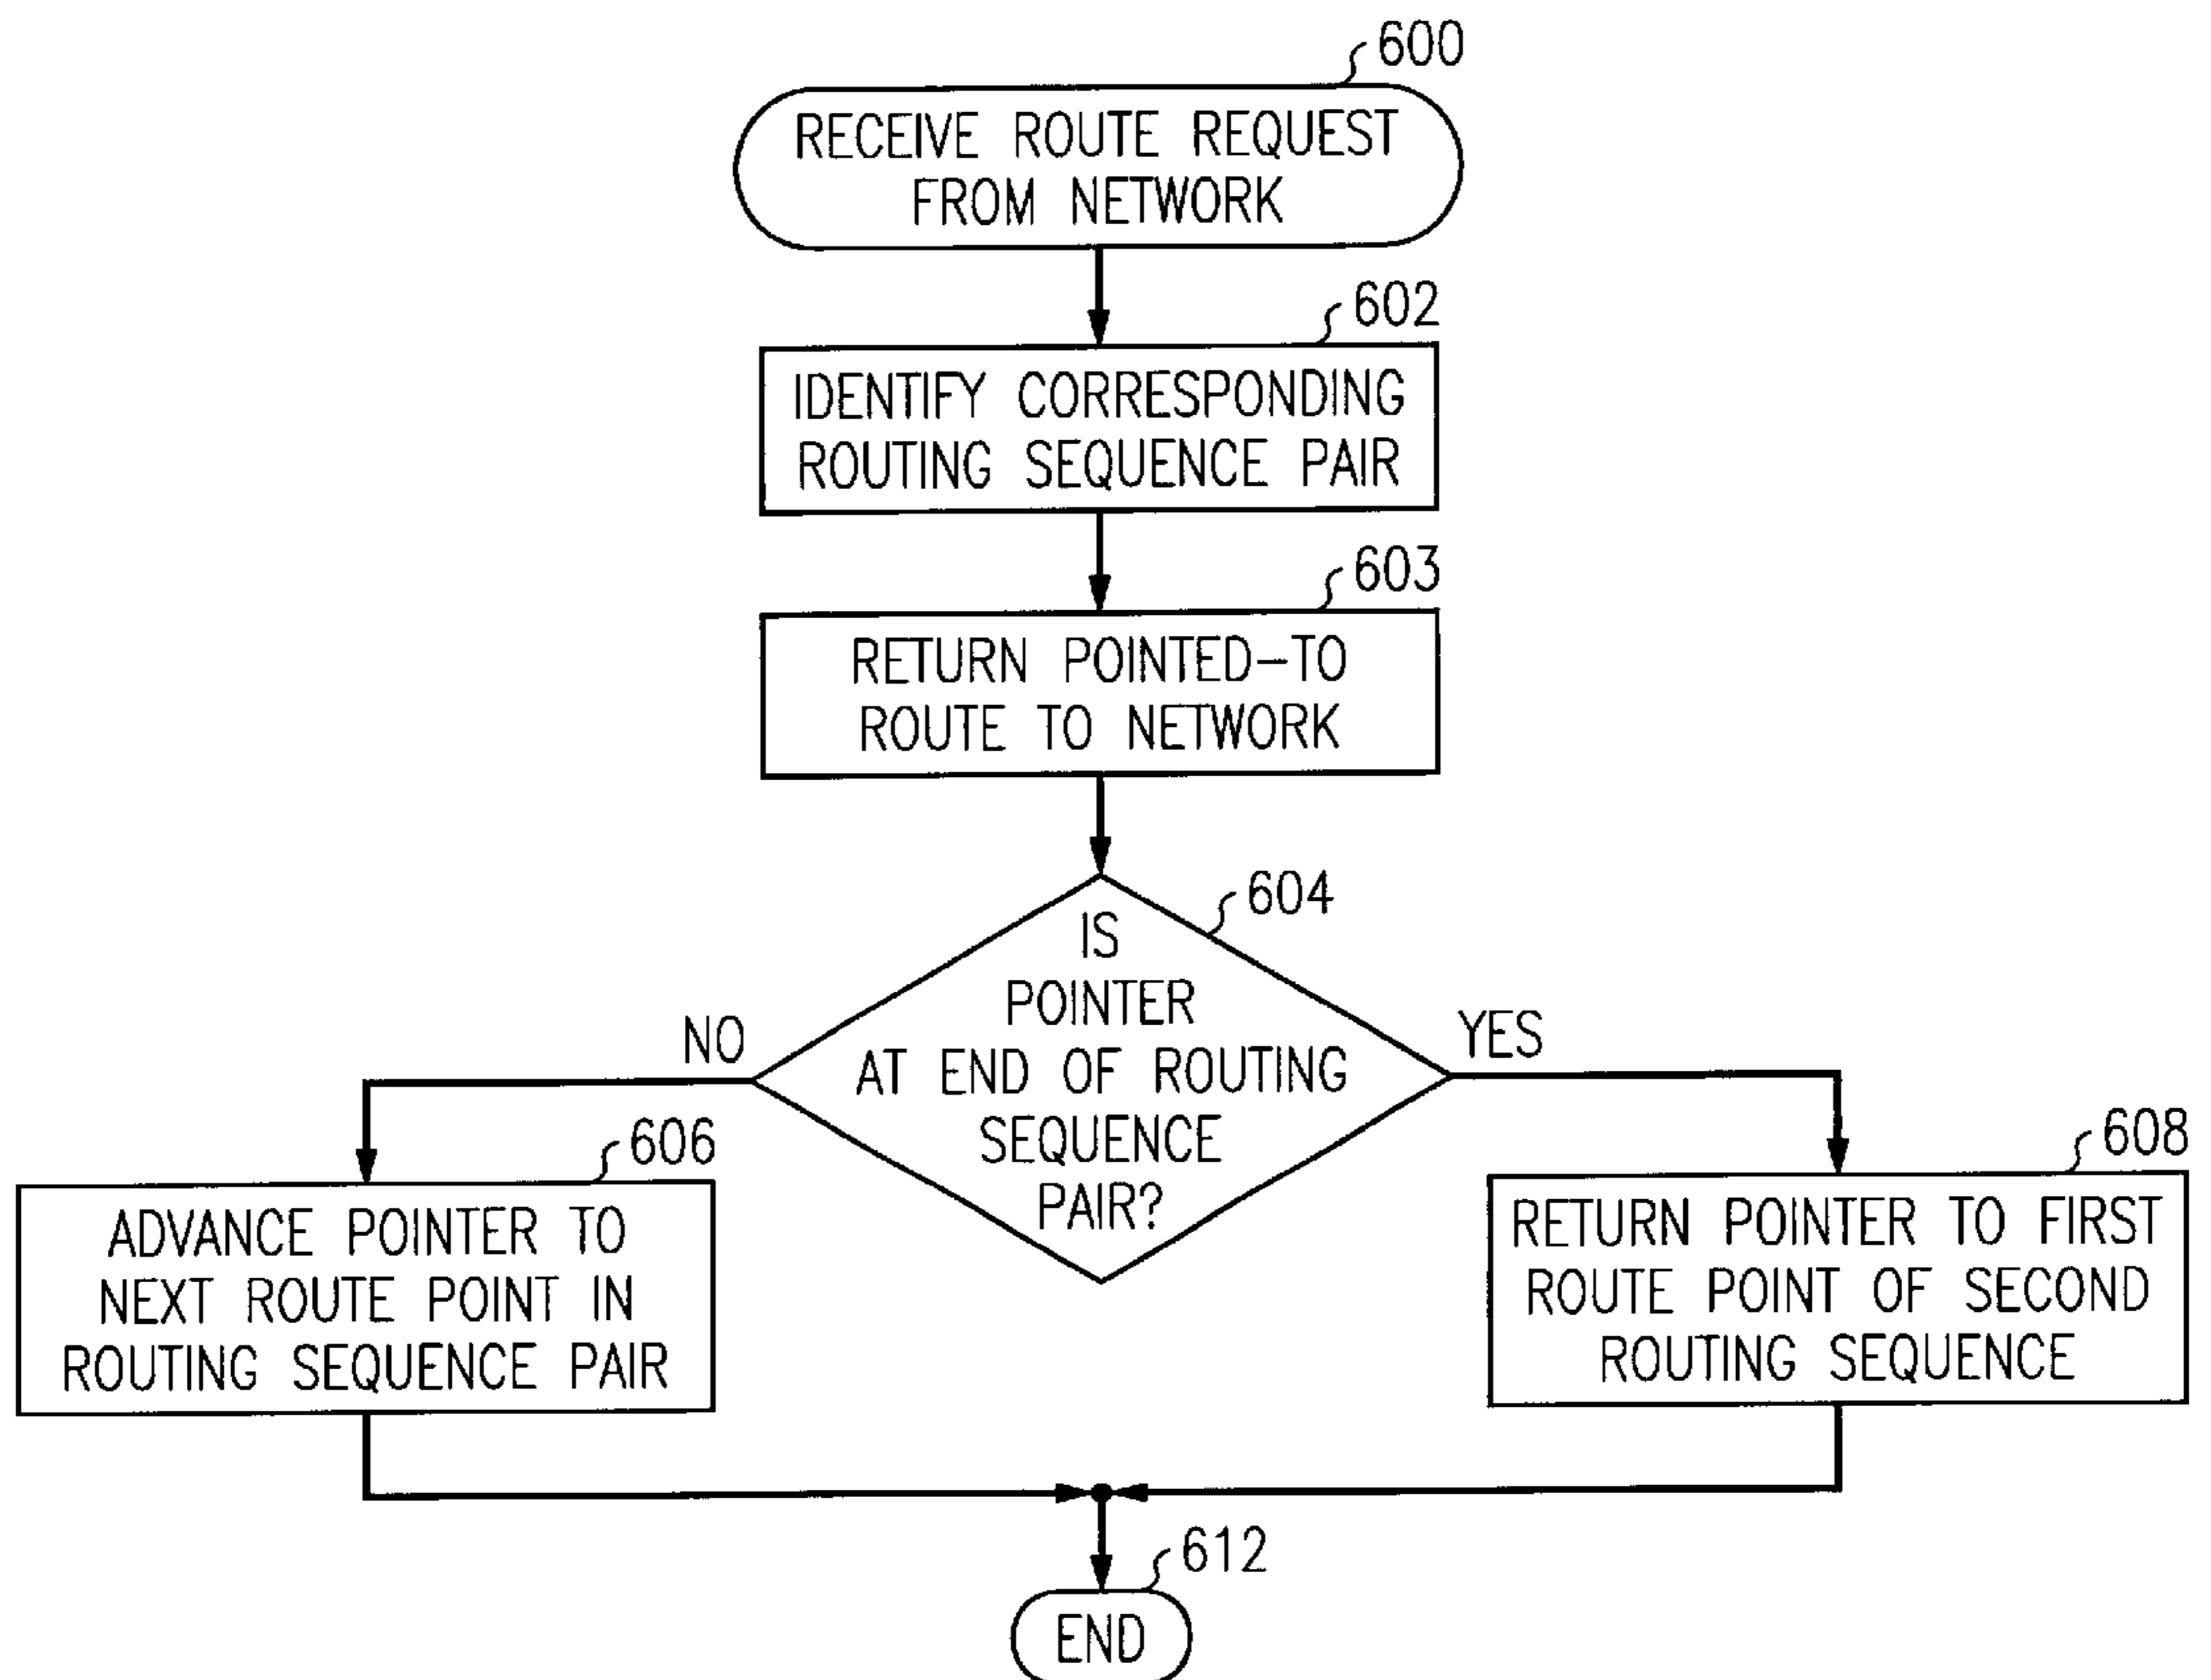 600
RECEIVE ROUTE REQUEST
FROM NETWORK
602
IDENTIFY CORRESPONDING
ROUTING SEQUENCE PAIR
603
RETURN POINTED-TO
ROUTE TO NETWORK
604
IS
POINTER
AT END OF ROUTING
SEQUENCE
PAIR?
NO
YES
606
ADVANCE POINTER TO
NEXT ROUTE POINT IN
ROUTING SEQUENCE PAIR
608
RETURN POINTER TO FIRST
ROUTE POINT OF SECOND
ROUTING SEQUENCE
612
END